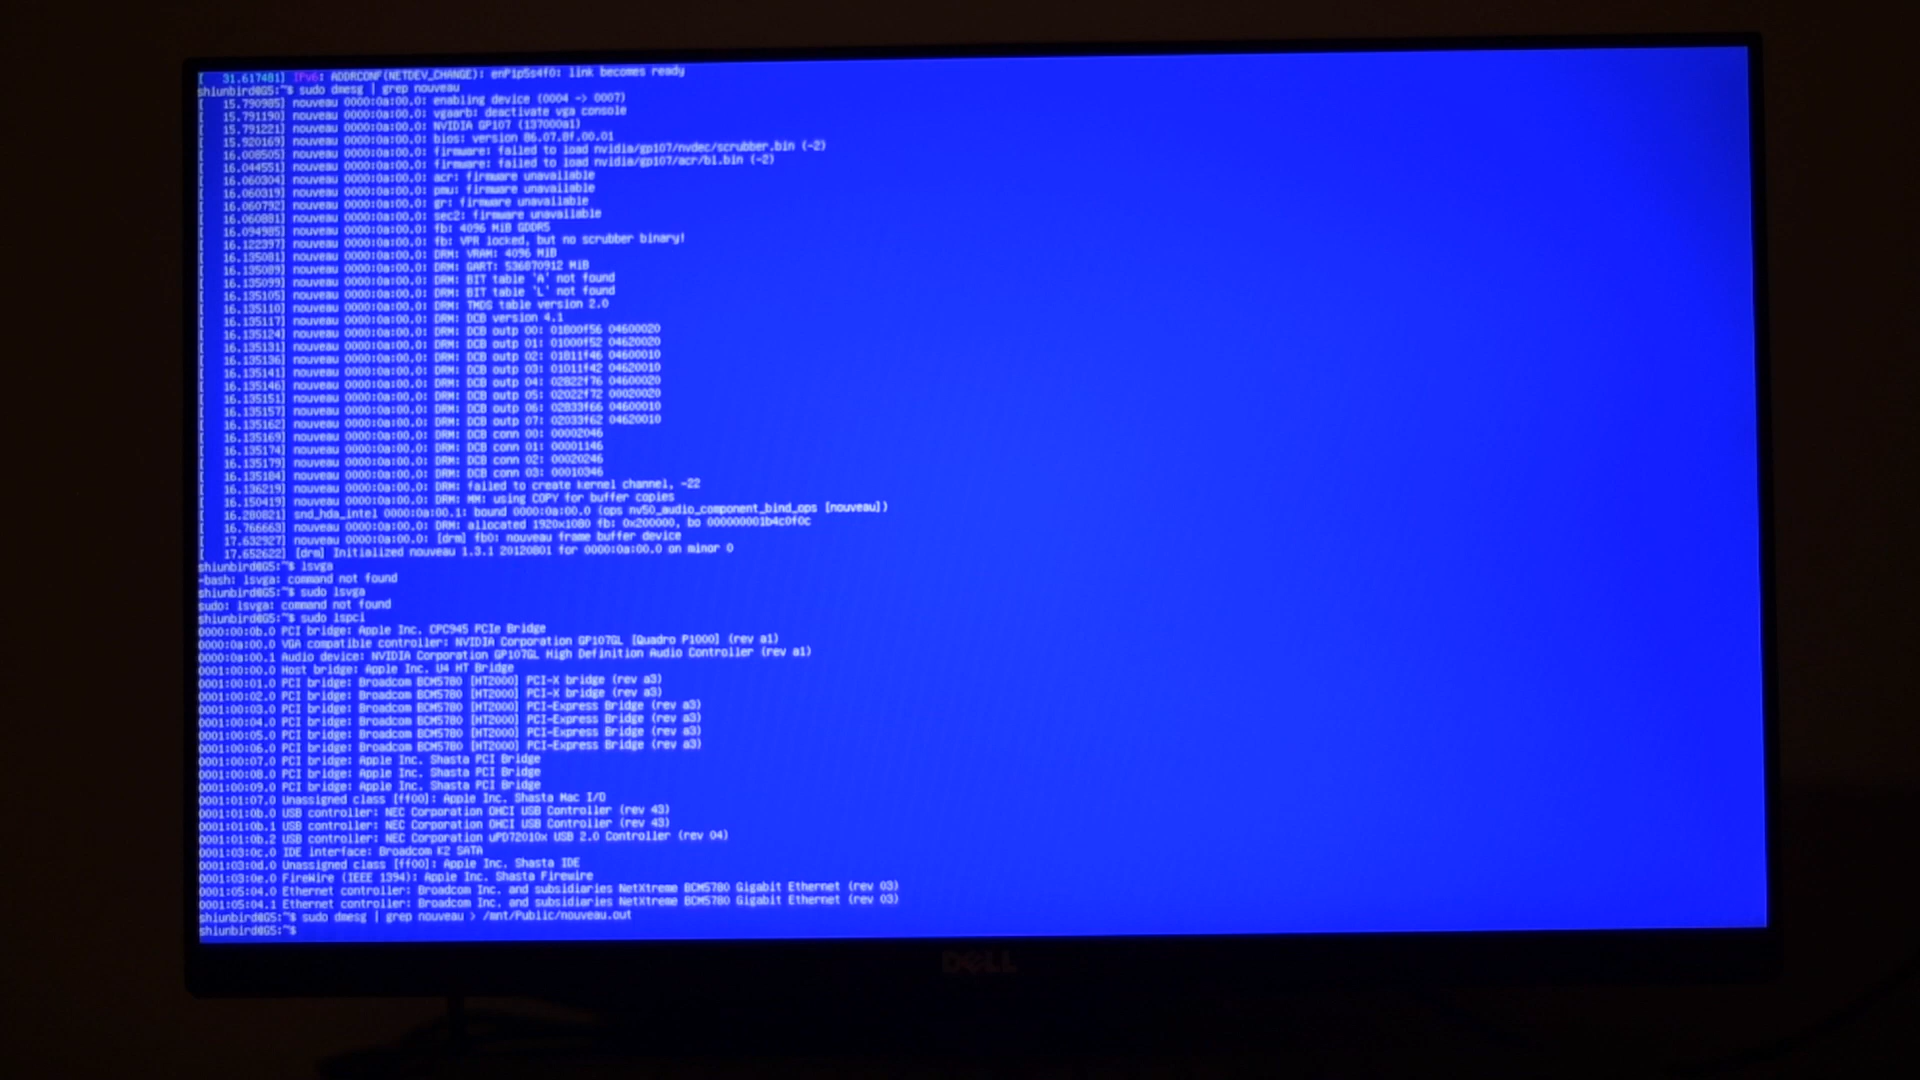 [   31.617481] IPv6: ADDRCONF(NETDEV_CHANGE): enP1p5s4f0: link becomes ready
shiunbird@G5:~$ sudo dmesg | grep nouveau
[   15.790985] nouveau 0000:0a:00.0: enabling device (0004 -> 0007)
[   15.791190] nouveau 0000:0a:00.0: vgaarb: deactivate vga console
[   15.791221] nouveau 0000:0a:00.0: NVIDIA GP107 (137000a1)
[   15.920169] nouveau 0000:0a:00.0: bios: version 86.07.8f.00.01
[   16.008505] nouveau 0000:0a:00.0: firmware: failed to load nvidia/gp107/nvdec/scrubber.bin (-2)
[   16.044551] nouveau 0000:0a:00.0: firmware: failed to load nvidia/gp107/acr/bl.bin (-2)
[   16.060304] nouveau 0000:0a:00.0: acr: firmware unavailable
[   16.060319] nouveau 0000:0a:00.0: pmu: firmware unavailable
[   16.060792] nouveau 0000:0a:00.0: gr: firmware unavailable
[   16.060881] nouveau 0000:0a:00.0: sec2: firmware unavailable
[   16.094985] nouveau 0000:0a:00.0: fb: 4096 MiB GDDR5
[   16.122397] nouveau 0000:0a:00.0: fb: VPR locked, but no scrubber binary!
[   16.135081] nouveau 0000:0a:00.0: DRM: VRAM: 4096 MiB
[   16.135089] nouveau 0000:0a:00.0: DRM: GART: 536870912 MiB
[   16.135099] nouveau 0000:0a:00.0: DRM: BIT table 'A' not found
[   16.135105] nouveau 0000:0a:00.0: DRM: BIT table 'L' not found
[   16.135110] nouveau 0000:0a:00.0: DRM: TMDS table version 2.0
[   16.135117] nouveau 0000:0a:00.0: DRM: DCB version 4.1
[   16.135124] nouveau 0000:0a:00.0: DRM: DCB outp 00: 01800f56 04600020
[   16.135131] nouveau 0000:0a:00.0: DRM: DCB outp 01: 01000f52 04620020
[   16.135136] nouveau 0000:0a:00.0: DRM: DCB outp 02: 01811f46 04600010
[   16.135141] nouveau 0000:0a:00.0: DRM: DCB outp 03: 01011f42 04620010
[   16.135146] nouveau 0000:0a:00.0: DRM: DCB outp 04: 02822f76 04600020
[   16.135151] nouveau 0000:0a:00.0: DRM: DCB outp 05: 02022f72 00020020
[   16.135157] nouveau 0000:0a:00.0: DRM: DCB outp 06: 02833f66 04600010
[   16.135162] nouveau 0000:0a:00.0: DRM: DCB outp 07: 02033f62 04620010
[   16.135169] nouveau 0000:0a:00.0: DRM: DCB conn 00: 00002046
[   16.135174] nouveau 0000:0a:00.0: DRM: DCB conn 01: 00001146
[   16.135179] nouveau 0000:0a:00.0: DRM: DCB conn 02: 00020246
[   16.135184] nouveau 0000:0a:00.0: DRM: DCB conn 03: 00010346
[   16.136219] nouveau 0000:0a:00.0: DRM: failed to create kernel channel, -22
[   16.150419] nouveau 0000:0a:00.0: DRM: MM: using COPY for buffer copies
[   16.280821] snd_hda_intel 0000:0a:00.1: bound 0000:0a:00.0 (ops nv50_audio_component_bind_ops [nouveau])
[   16.766663] nouveau 0000:0a:00.0: DRM: allocated 1920x1080 fb: 0x200000, bo 000000001b4c0f0c
[   17.632927] nouveau 0000:0a:00.0: [drm] fb0: nouveau frame buffer device
[   17.652622] [drm] Initialized nouveau 1.3.1 20120801 for 0000:0a:00.0 on minor 0
shiunbird@G5:~$ lsvga
-bash: lsvga: command not found
shiunbird@G5:~$ sudo lsvga
sudo: lsvga: command not found
shiunbird@G5:~$ sudo lspci
0000:00:0b.0 PCI bridge: Apple Inc. CPC945 PCIe Bridge
0000:0a:00.0 VGA compatible controller: NVIDIA Corporation GP107GL [Quadro P1000] (rev a1)
0000:0a:00.1 Audio device: NVIDIA Corporation GP107GL High Definition Audio Controller (rev a1)
0001:00:00.0 Host bridge: Apple Inc. U4 HT Bridge
0001:00:01.0 PCI bridge: Broadcom BCM5780 [HT2000] PCI-X bridge (rev a3)
0001:00:02.0 PCI bridge: Broadcom BCM5780 [HT2000] PCI-X bridge (rev a3)
0001:00:03.0 PCI bridge: Broadcom BCM5780 [HT2000] PCI-Express Bridge (rev a3)
0001:00:04.0 PCI bridge: Broadcom BCM5780 [HT2000] PCI-Express Bridge (rev a3)
0001:00:05.0 PCI bridge: Broadcom BCM5780 [HT2000] PCI-Express Bridge (rev a3)
0001:00:06.0 PCI bridge: Broadcom BCM5780 [HT2000] PCI-Express Bridge (rev a3)
0001:00:07.0 PCI bridge: Apple Inc. Shasta PCI Bridge
0001:00:08.0 PCI bridge: Apple Inc. Shasta PCI Bridge
0001:00:09.0 PCI bridge: Apple Inc. Shasta PCI Bridge
0001:01:07.0 Unassigned class [ff00]: Apple Inc. Shasta Mac I/O
0001:01:0b.0 USB controller: NEC Corporation OHCI USB Controller (rev 43)
0001:01:0b.1 USB controller: NEC Corporation OHCI USB Controller (rev 43)
0001:01:0b.2 USB controller: NEC Corporation uPD72010x USB 2.0 Controller (rev 04)
0001:03:0c.0 IDE interface: Broadcom K2 SATA
0001:03:0d.0 Unassigned class [ff00]: Apple Inc. Shasta IDE
0001:03:0e.0 FireWire (IEEE 1394): Apple Inc. Shasta Firewire
0001:05:04.0 Ethernet controller: Broadcom Inc. and subsidiaries NetXtreme BCM5780 Gigabit Ethernet (rev 03)
0001:05:04.1 Ethernet controller: Broadcom Inc. and subsidiaries NetXtreme BCM5780 Gigabit Ethernet (rev 03)
shiunbird@G5:~$ sudo dmesg | grep nouveau > /mnt/Public/nouveau.out
shiunbird@G5:~$
DELL